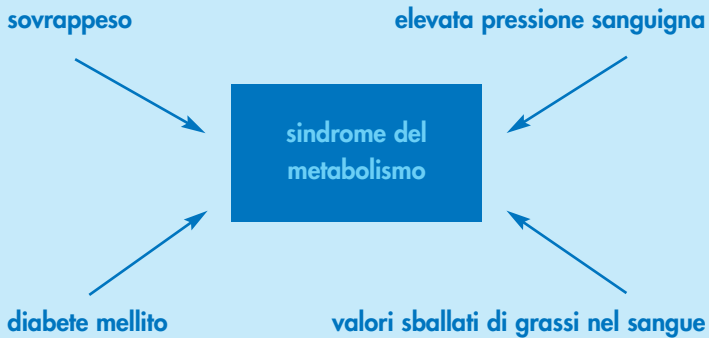 sovrappeso
elevata pressione sanguigna
sindrome del
metabolismo
diabete mellito
valori sballati di grassi nel sangue